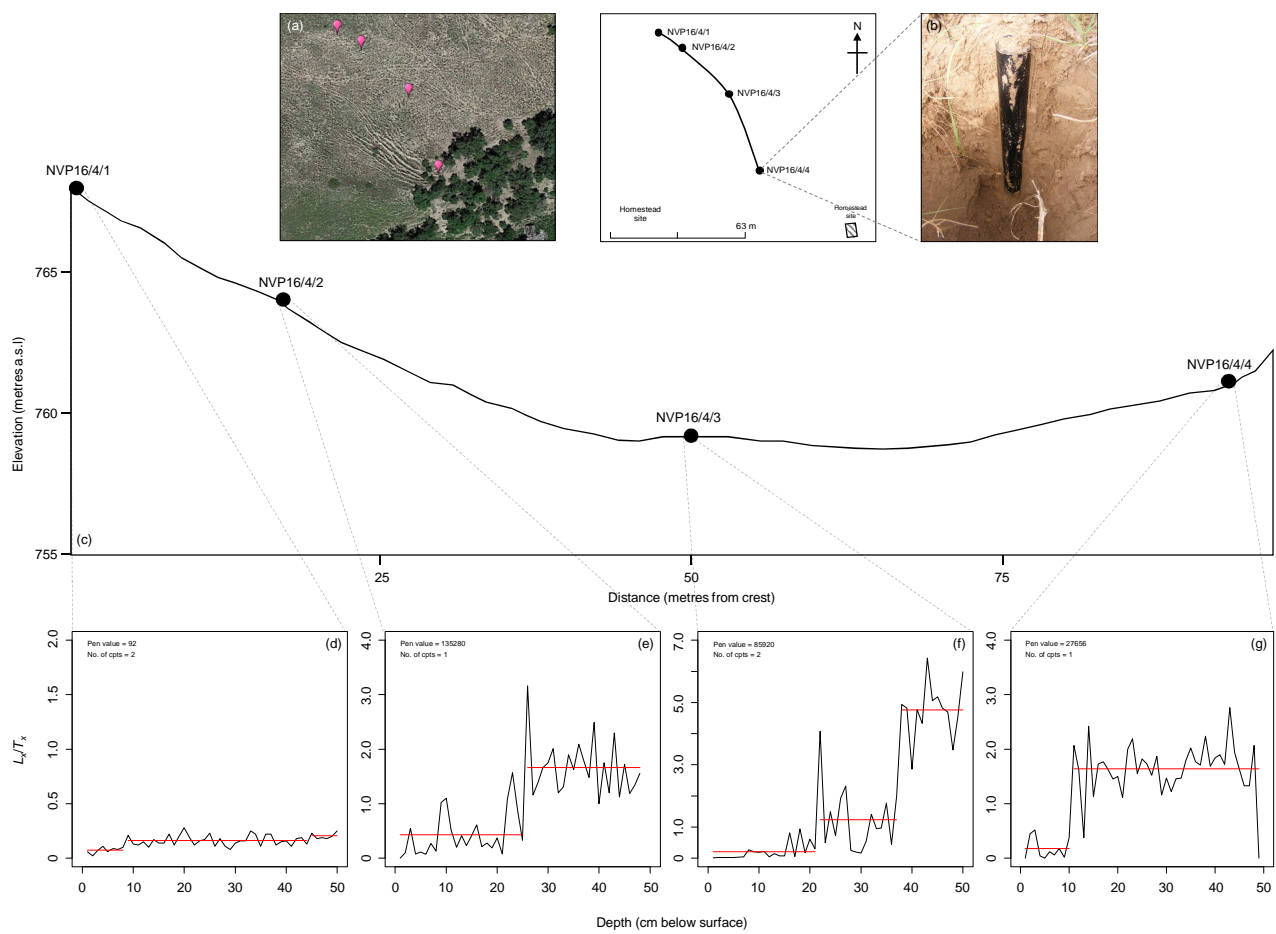 (a)
NVP16/4/1
NVP16/4/2
NVP16/4/3
NVP16/4/4
N
Homestead
site
63 m
Homestead
site
(b)
NVP16/4/1
NVP16/4/2
NVP16/4/3
NVP16/4/4
765
760
755
Elevation (metres a.s.l)
(c)
25
50
75
Distance (metres from crest)
Pen value = 92
No. of cpts = 2
(d)
2.0
1.5
1.0
0.5
0
Lx/Tx
0 10 20 30 40 50
Pen value = 135280
No. of cpts = 1
(e)
4.0
3.0
2.0
1.0
0
0 10 20 30 40 50
Pen value = 85920
No. of cpts = 2
(f)
7.0
5.0
3.0
1.0
0
0 10 20 30 40 50
Pen value = 27656
No. of cpts = 1
(g)
4.0
3.0
2.0
1.0
0
0 10 20 30 40 50
Depth (cm below surface)